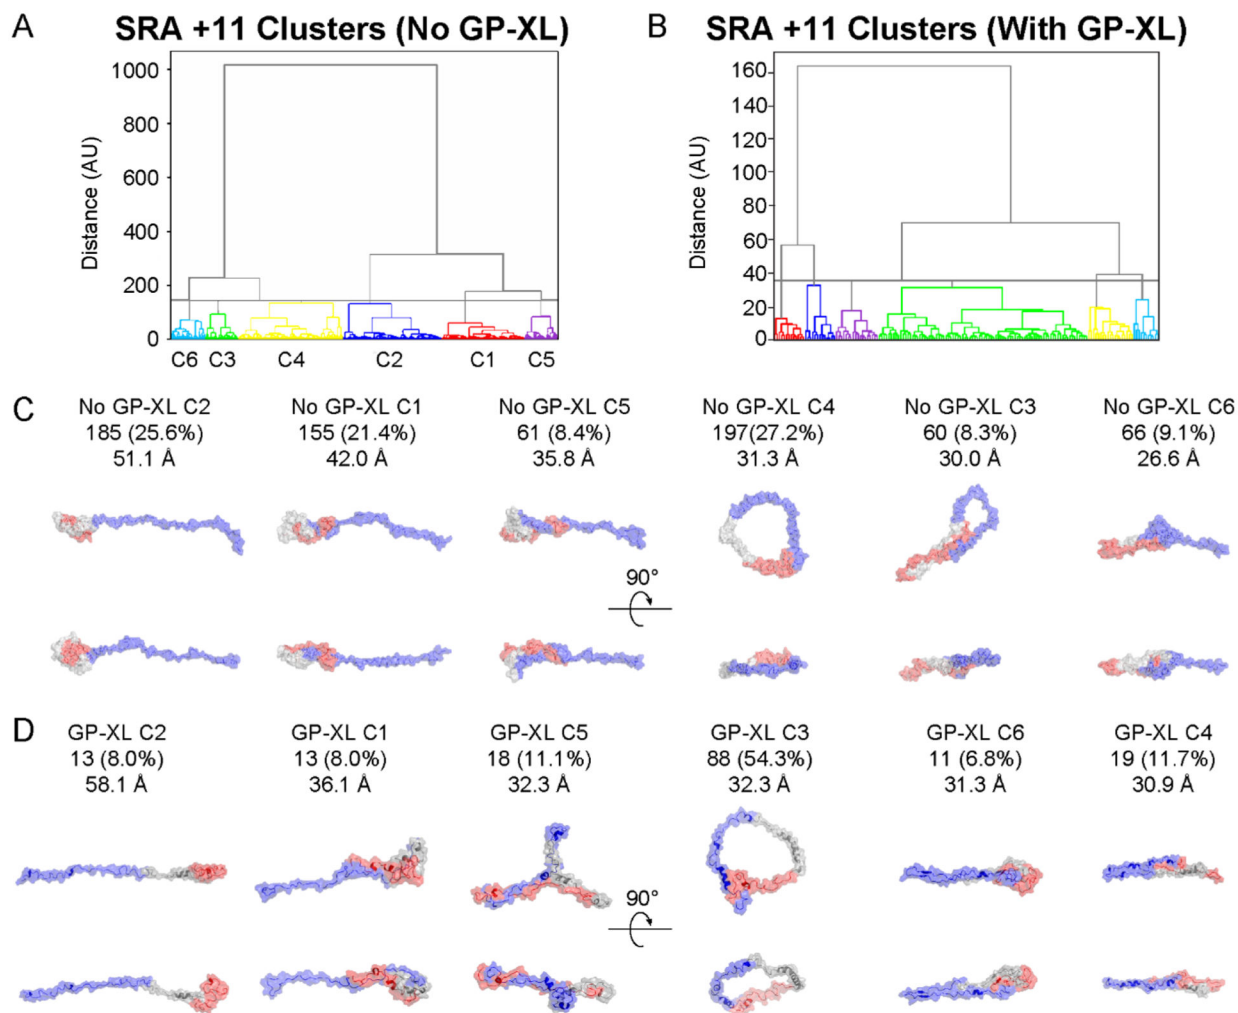 A
SRA +11 Clusters (No GP-XL)
Distance (AU)
1000
800
600
400
200
0
C6 C3 C4 C2 C1 C5
B
SRA +11 Clusters (With GP-XL)
Distance (AU)
160
140
120
100
80
60
40
20
0
C
No GP-XL C2
185 (25.6%)
51.1 Å
No GP-XL C1
155 (21.4%)
42.0 Å
No GP-XL C5
61 (8.4%)
35.8 Å
No GP-XL C4
197(27.2%)
31.3 Å
No GP-XL C3
60 (8.3%)
30.0 Å
No GP-XL C6
66 (9.1%)
26.6 Å
90°
D
GP-XL C2
13 (8.0%)
58.1 Å
GP-XL C1
13 (8.0%)
36.1 Å
GP-XL C5
18 (11.1%)
32.3 Å
GP-XL C3
88 (54.3%)
32.3 Å
GP-XL C6
11 (6.8%)
31.3 Å
GP-XL C4
19 (11.7%)
30.9 Å
90°